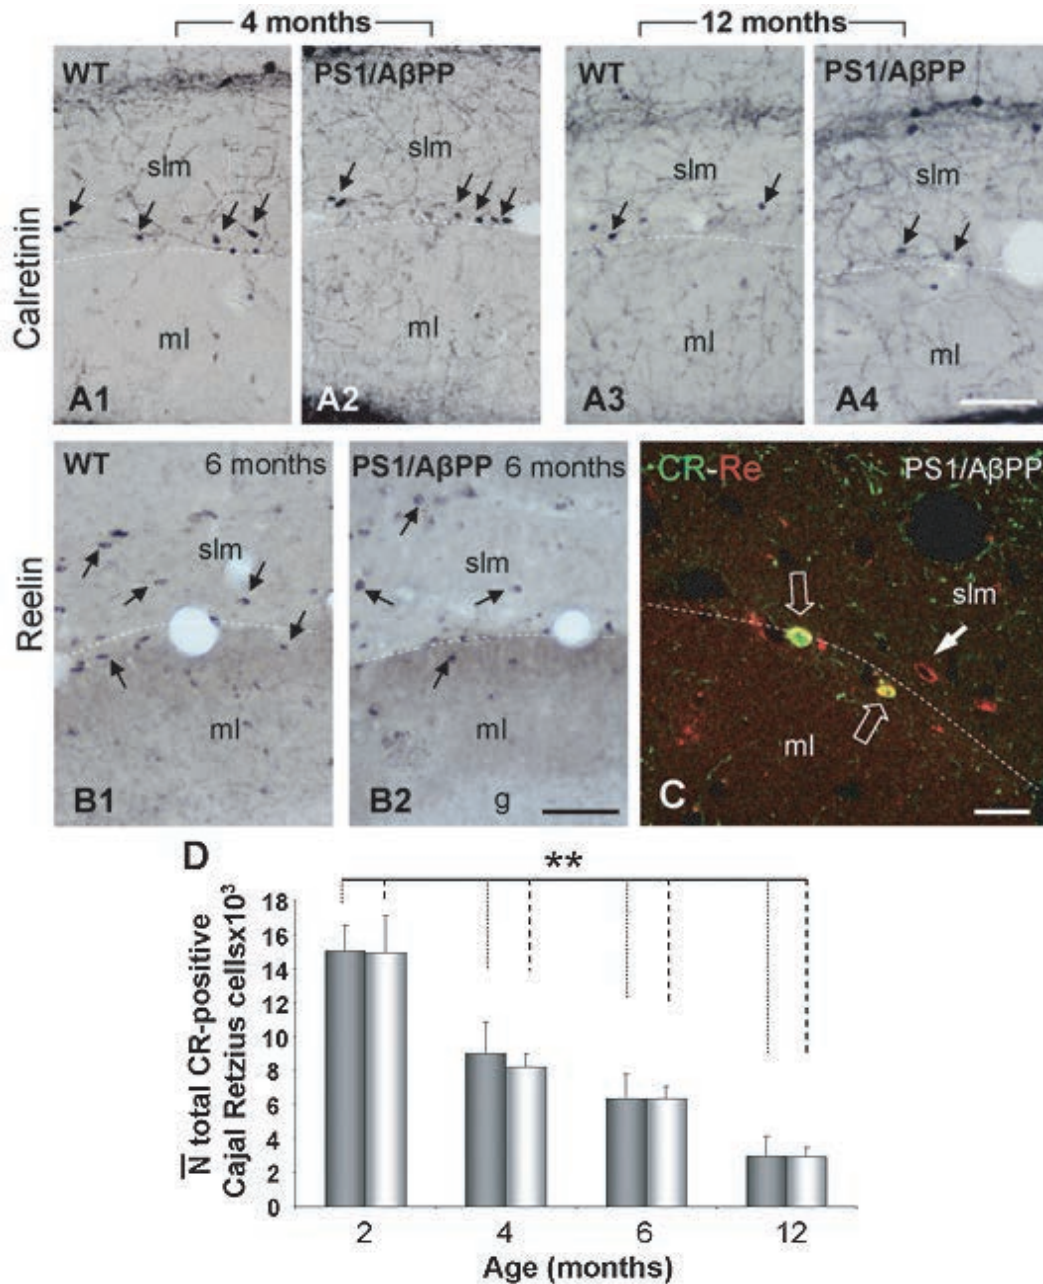 4 months 12 months
WT PS1/AβPP WT PS1/AβPP
slm slm slm slm
Calretinin
ml ml ml ml
A1 A2 A3 A4
WT 6 months PS1/AβPP 6 months CR-Re PS1/AβPP
slm slm slm
Reelin
ml ml ml
B1 B2 g C
D
**
N̅ total CR-positive
Cajal Retzius cellsx10³
18
16
14
12
10
8
6
4
2
0
2 4 6 12
Age (months)